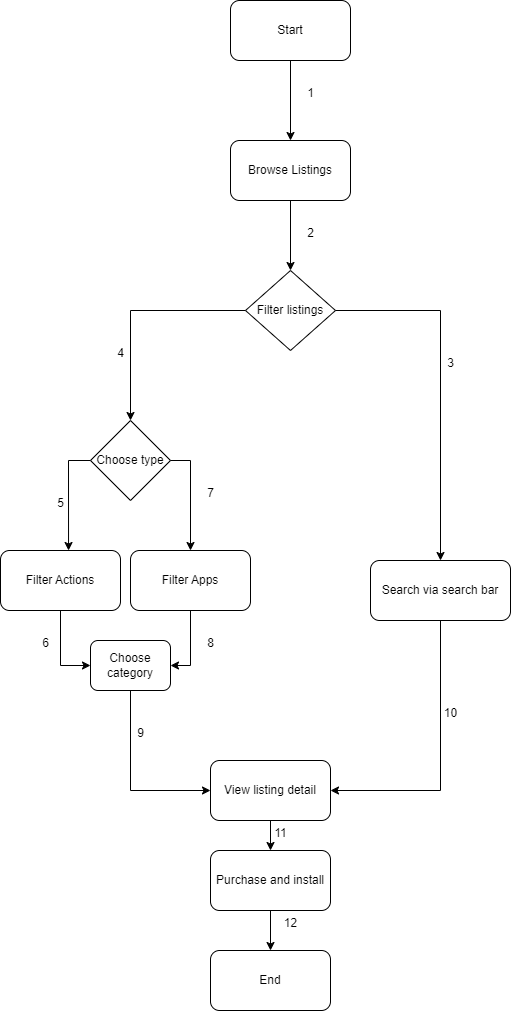 Start
1
Browse Listings
2
Filter listings
4
3
Choose type
5
7
Filter Actions
Filter Apps
Search via search bar
6
8
Choose
category
10
9
View listing detail
11
Purchase and install
12
End